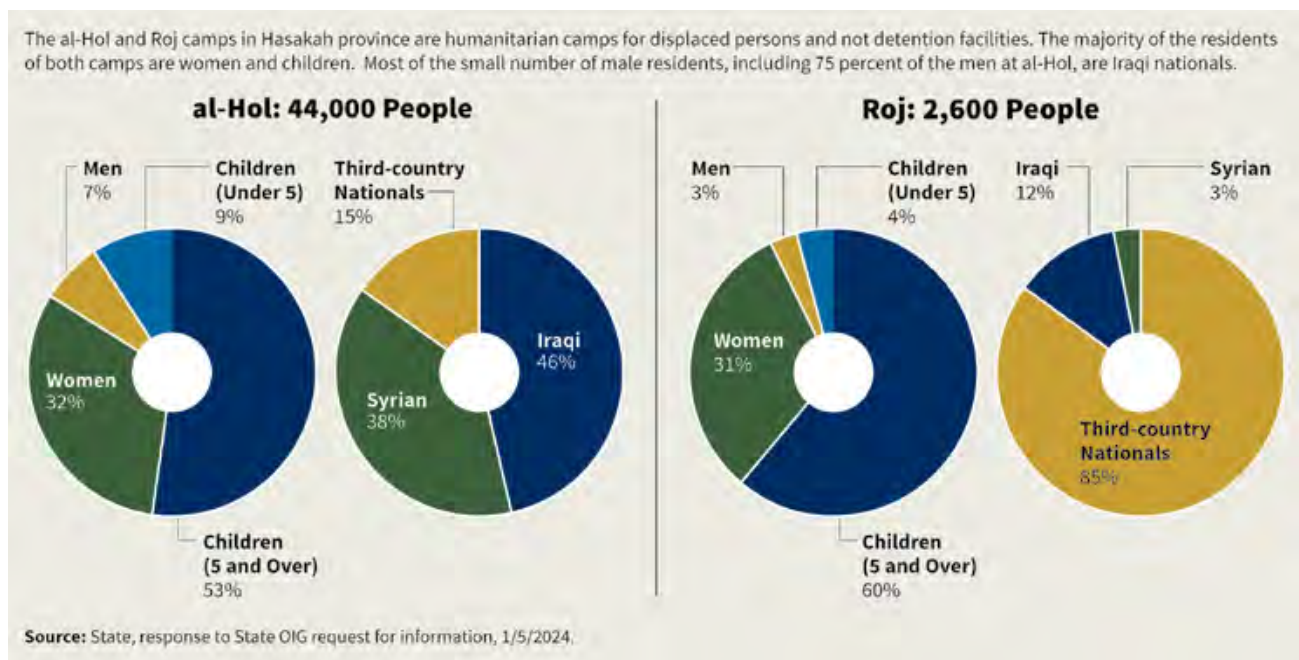 The al-Hol and Roj camps in Hasakah province are humanitarian camps for displaced persons and not detention facilities. The majority of the residents
of both camps are women and children. Most of the small number of male residents, including 75 percent of the men at al-Hol, are Iraqi nationals.
al-Hol: 44,000 People
Men
7%
Children
(Under 5)
9%
Third-country
Nationals
15%
Women
32%
Children
(5 and Over)
53%
Iraqi
46%
Syrian
38%
Roj: 2,600 People
Men
3%
Children
(Under 5)
4%
Iraqi
12%
Syrian
3%
Women
31%
Children
(5 and Over)
60%
Third-country
Nationals
85%
Source: State, response to State OIG request for information, 1/5/2024.